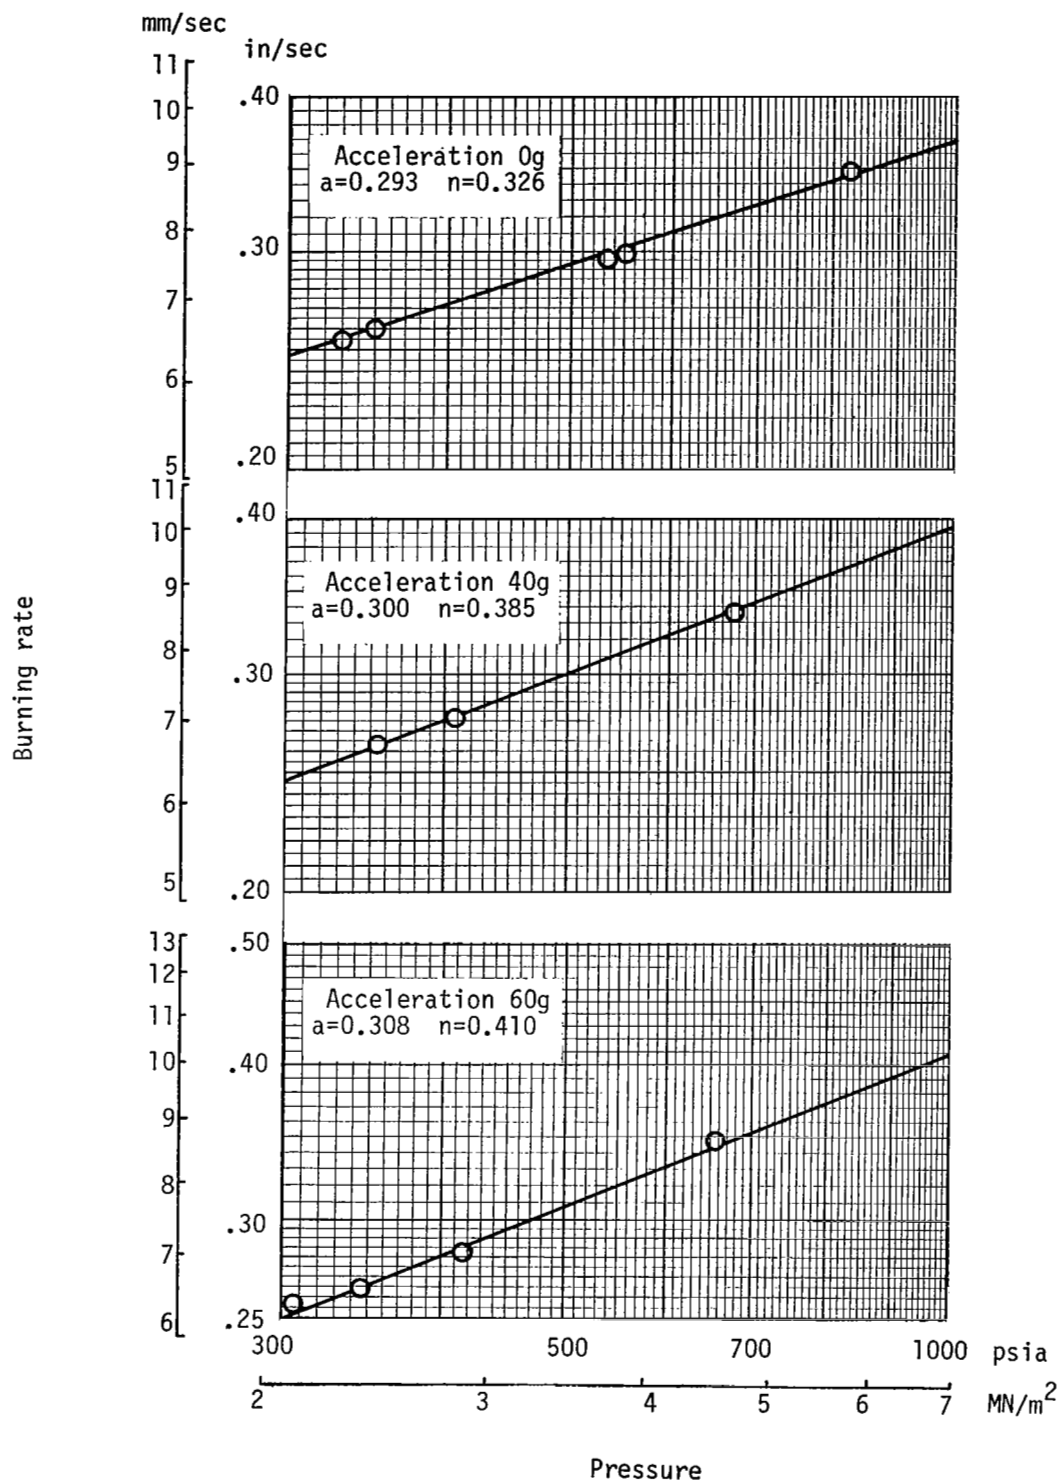 mm/sec
in/sec
11
10
9
8
7
6
5
.40
.30
.20
Acceleration 0g
a=0.293 n=0.326
11
10
9
8
7
6
5
.40
.30
.20
Acceleration 40g
a=0.300 n=0.385
Burning rate
13
12
11
10
9
8
7
6
.50
.40
.30
.25
Acceleration 60g
a=0.308 n=0.410
300 500 700 1000 psia
2 3 4 5 6 7 MN/m²
Pressure